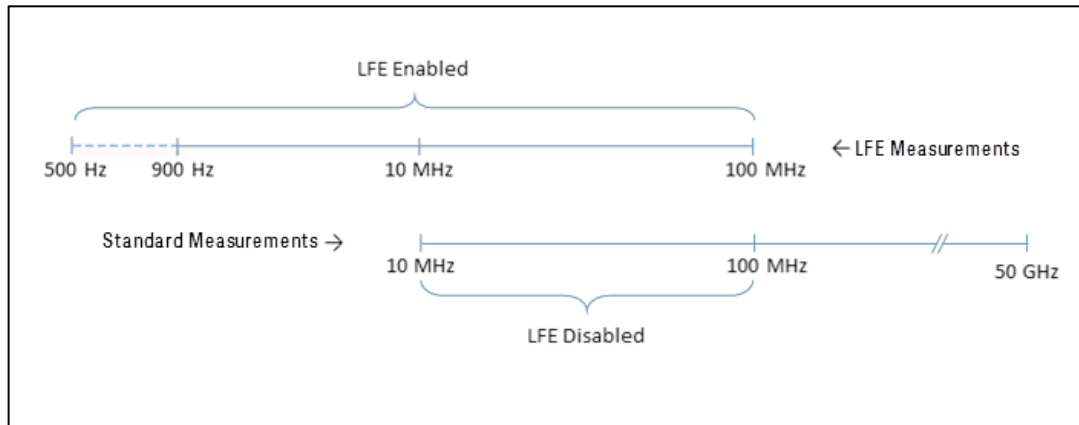 LFE Enabled
500 Hz 900 Hz 10 MHz 100 MHz ← LFE Measurements
Standard Measurements →
10 MHz 100 MHz 50 GHz
LFE Disabled